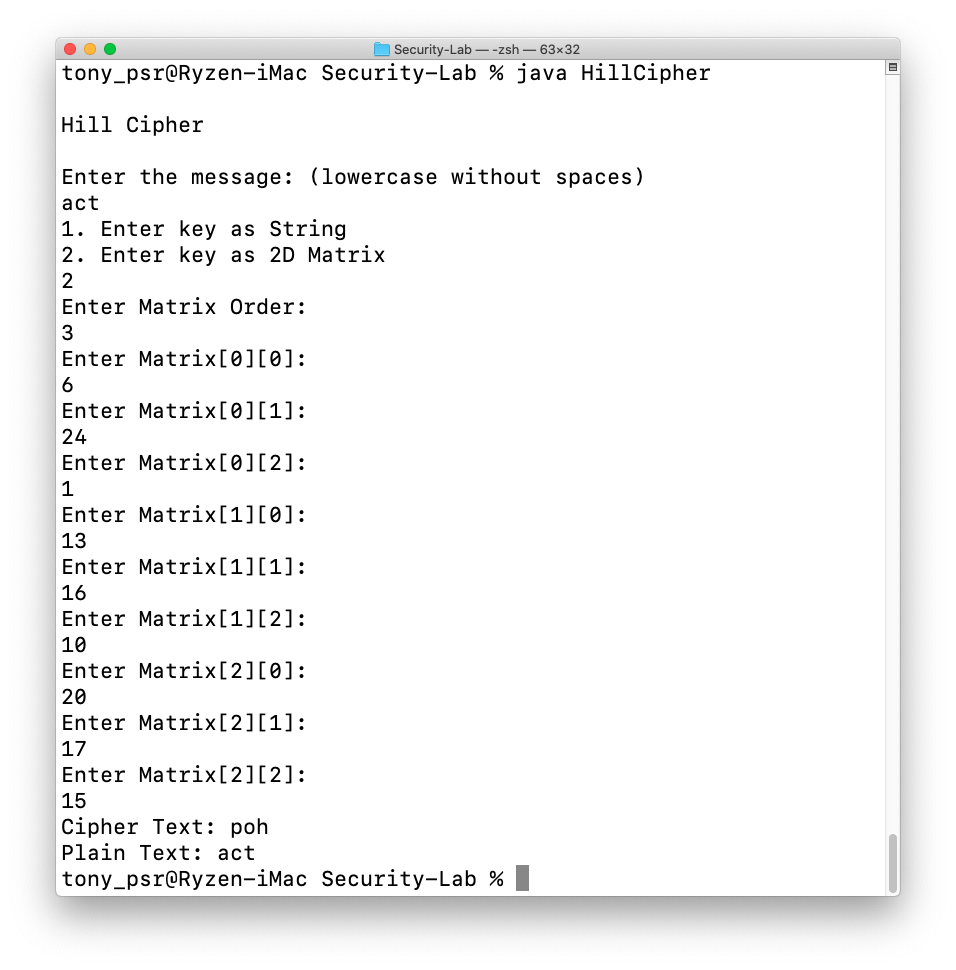 Security-Lab — -zsh — 63×32
tony_psr@Ryzen-iMac Security-Lab % java HillCipher
Hill Cipher
Enter the message: (lowercase without spaces)
act
1. Enter key as String
2. Enter key as 2D Matrix
2
Enter Matrix Order:
3
Enter Matrix[0][0]:
6
Enter Matrix[0][1]:
24
Enter Matrix[0][2]:
1
Enter Matrix[1][0]:
13
Enter Matrix[1][1]:
16
Enter Matrix[1][2]:
10
Enter Matrix[2][0]:
20
Enter Matrix[2][1]:
17
Enter Matrix[2][2]:
15
Cipher Text: poh
Plain Text: act
tony_psr@Ryzen-iMac Security-Lab %